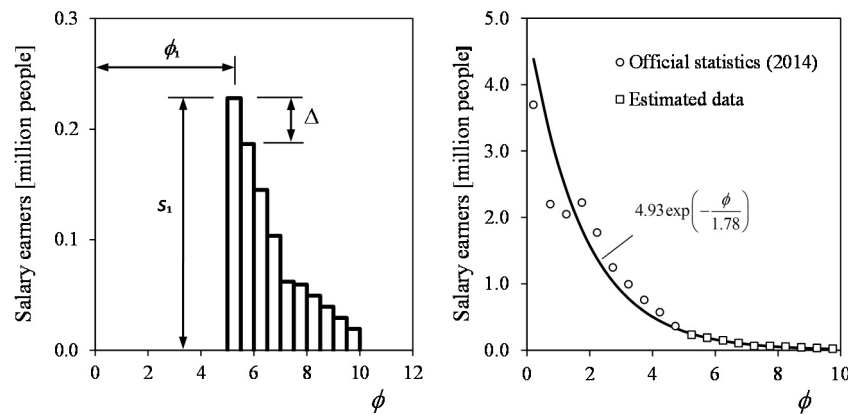 0.3
0.2
0.1
0.0
Salary earners [million people]
0
2
4
6
8
10
12
ϕ
ϕ₁
S₁
Δ
5.0
4.0
3.0
2.0
1.0
0.0
Salary earners [million people]
0
2
4
6
8
10
ϕ
Official statistics (2014)
Estimated data
4.93 exp(−ϕ/1.78)